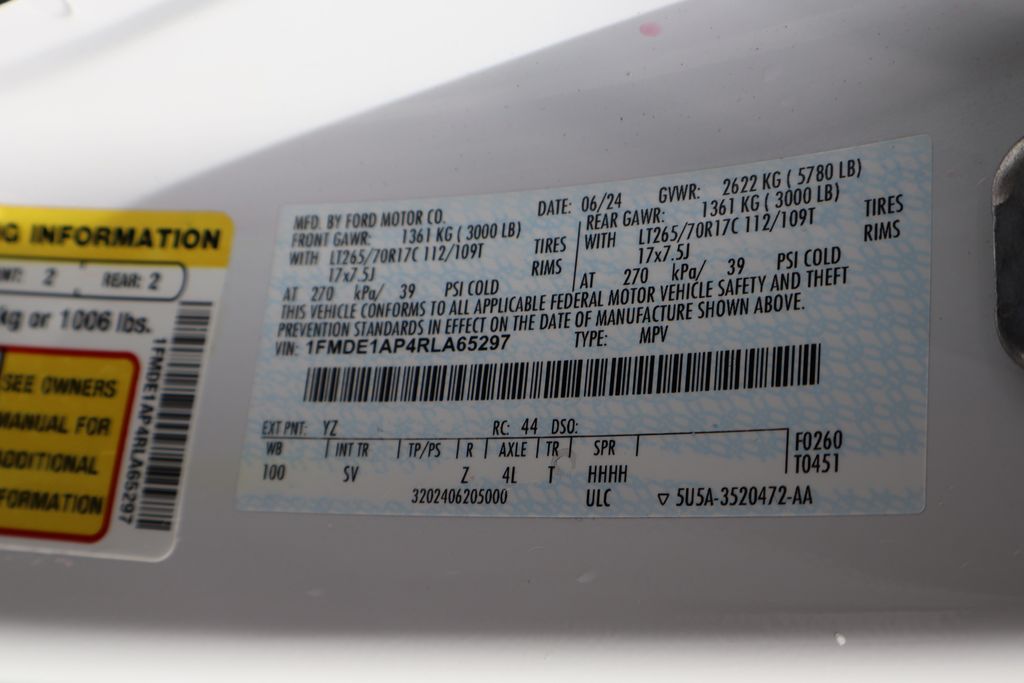 G INFORMATION
NT: 2 REAR: 2
kg or 1006 lbs.
SEE OWNERS
MANUAL FOR
ADDITIONAL
FORMATION
1FMDE1AP4RLA65297
MFD. BY FORD MOTOR CO. DATE: 06/24 GVWR: 2622 KG ( 5780 LB)
FRONT GAWR: 1361 KG ( 3000 LB) REAR GAWR: 1361 KG ( 3000 LB)
WITH LT265/70R17C 112/109T TIRES WITH LT265/70R17C 112/109T TIRES
17x7.5J RIMS 17x7.5J RIMS
AT 270 kPa/ 39 PSI COLD AT 270 kPa/ 39 PSI COLD
THIS VEHICLE CONFORMS TO ALL APPLICABLE FEDERAL MOTOR VEHICLE SAFETY AND THEFT
PREVENTION STANDARDS IN EFFECT ON THE DATE OF MANUFACTURE SHOWN ABOVE.
VIN: 1FMDE1AP4RLA65297 TYPE: MPV
EXT PNT: YZ RC: 44 DSO:
WB INT TR TP/PS R AXLE TR SPR F0260
100 SV Z 4L T HHHH T0451
3202406205000 ULC ▽ 5U5A-3520472-AA